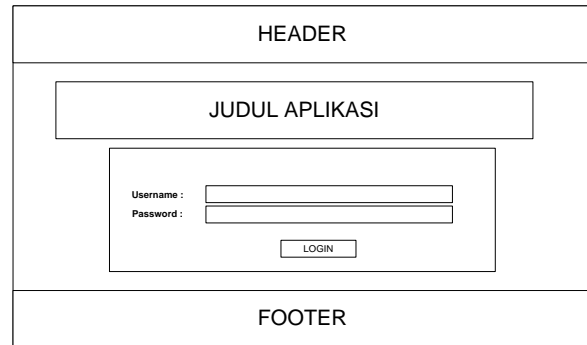 HEADER
JUDUL APLIKASI
Username :
Password :
LOGIN
FOOTER